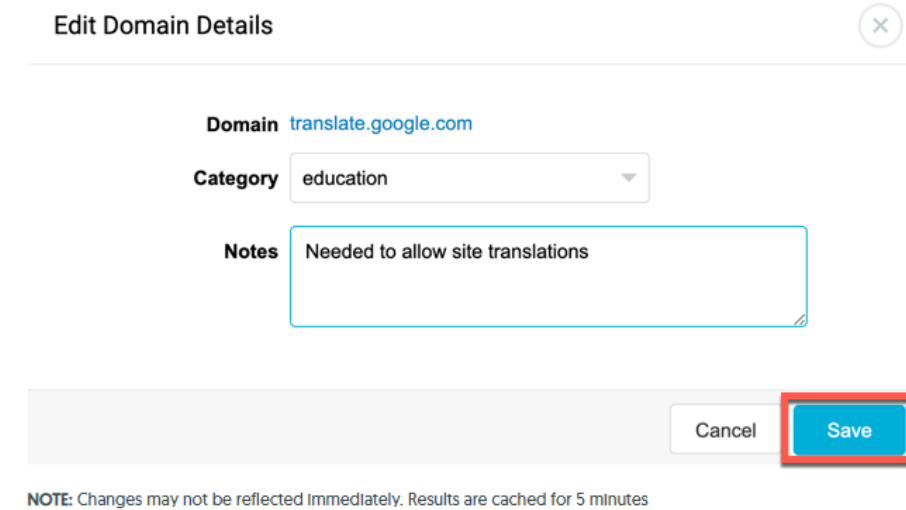 Edit Domain Details
Domain translate.google.com
Category education
Notes Needed to allow site translations
Cancel Save
NOTE: Changes may not be reflected immediately. Results are cached for 5 minutes